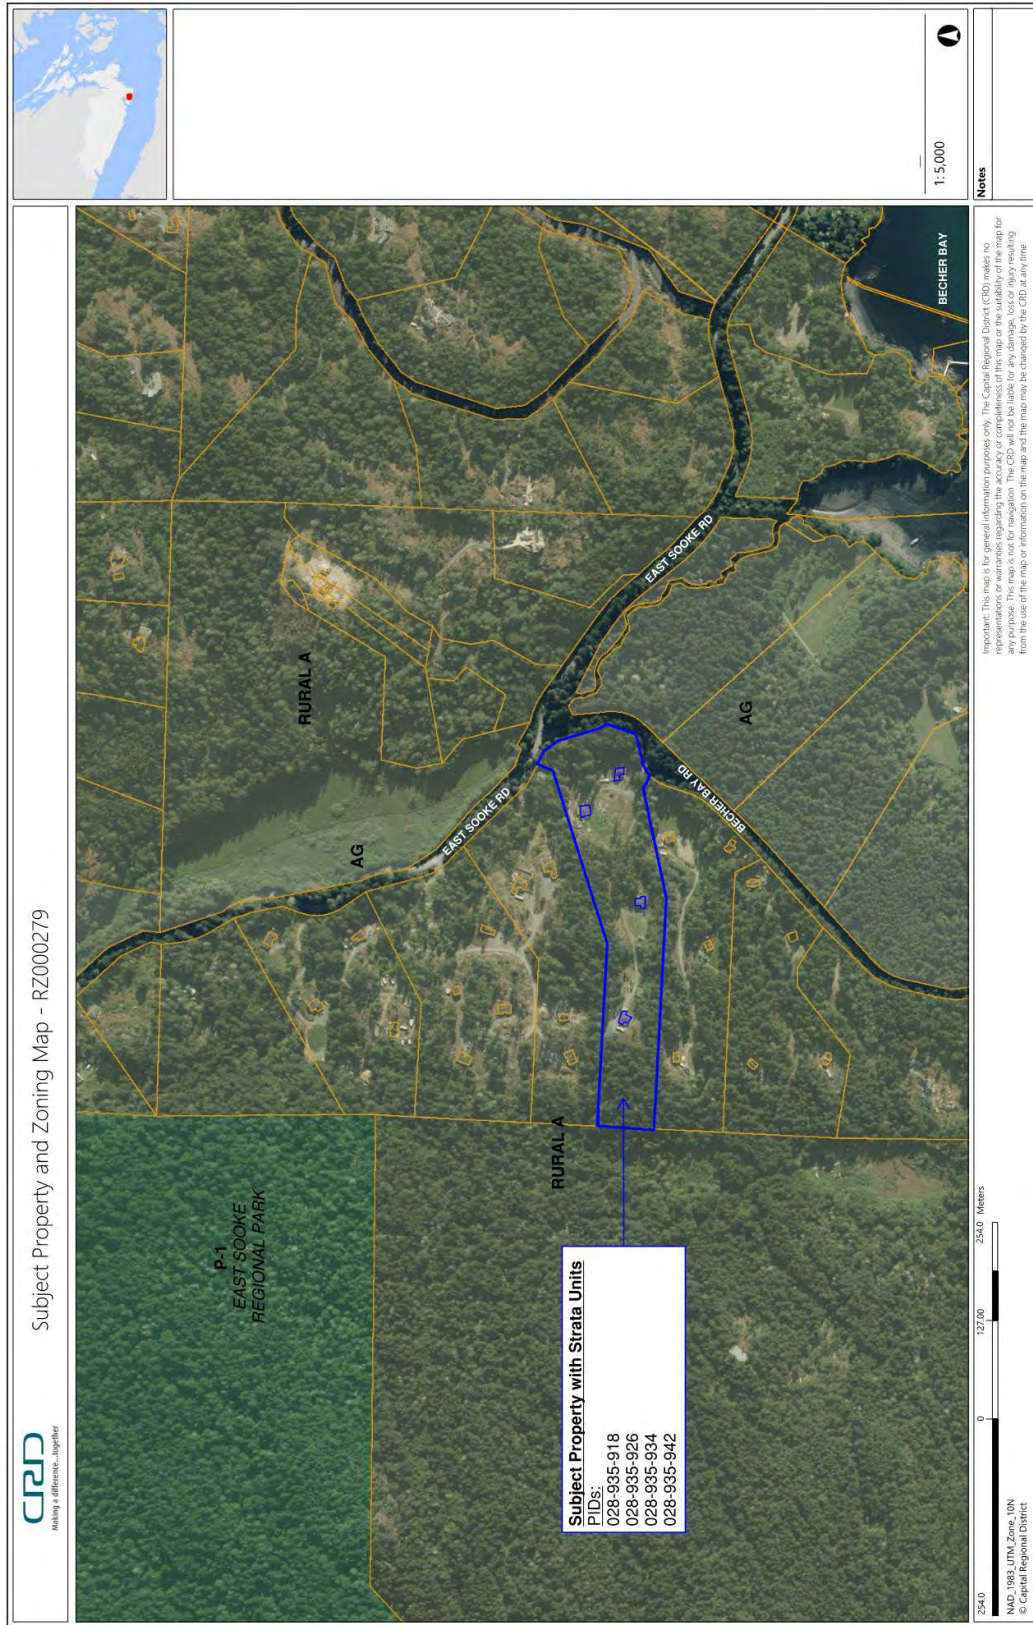 CRD
Making a difference...together
Subject Property and Zoning Map - RZ000279
P-1
EAST SOOKE
REGIONAL PARK
RURAL A
AG
EAST SOOKE RD
RURAL A
EAST SOOKE RD
BECHER BAY RD
AG
BECHER BAY
Subject Property with Strata Units
PIDs:
028-935-918
028-935-926
028-935-934
028-935-942
1: 5,000
254.0
0
127.00
254.0 Meters
NAD_1983_UTM_Zone_10N
© Capital Regional District
Important: This map is for general information purposes only. The Capital Regional District (CRD) makes no
representations or warranties regarding the accuracy or completeness of this map or the suitability of the map for
any purpose. This map is not for navigation. The CRD will not be liable for any damage, loss or injury resulting
from the use of the map or information on the map and the map may be changed by the CRD at any time.
Notes